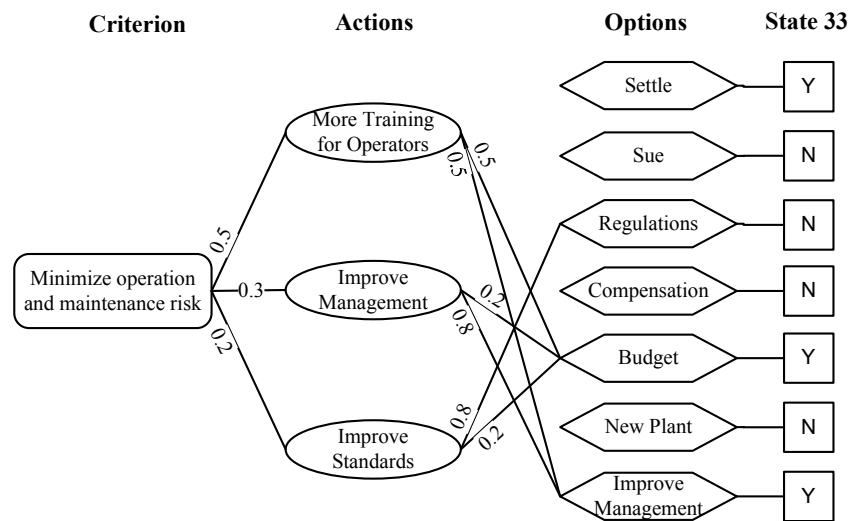 Criterion
Actions
Options
State 33
Settle
Y
More Training
for Operators
0.5
0.5
Sue
N
0.5
Regulations
N
Minimize operation
and maintenance risk
0.3
Improve
Management
0.2
0.8
Compensation
N
0.2
Budget
Y
0.8
0.2
Improve
Standards
New Plant
N
Improve
Management
Y